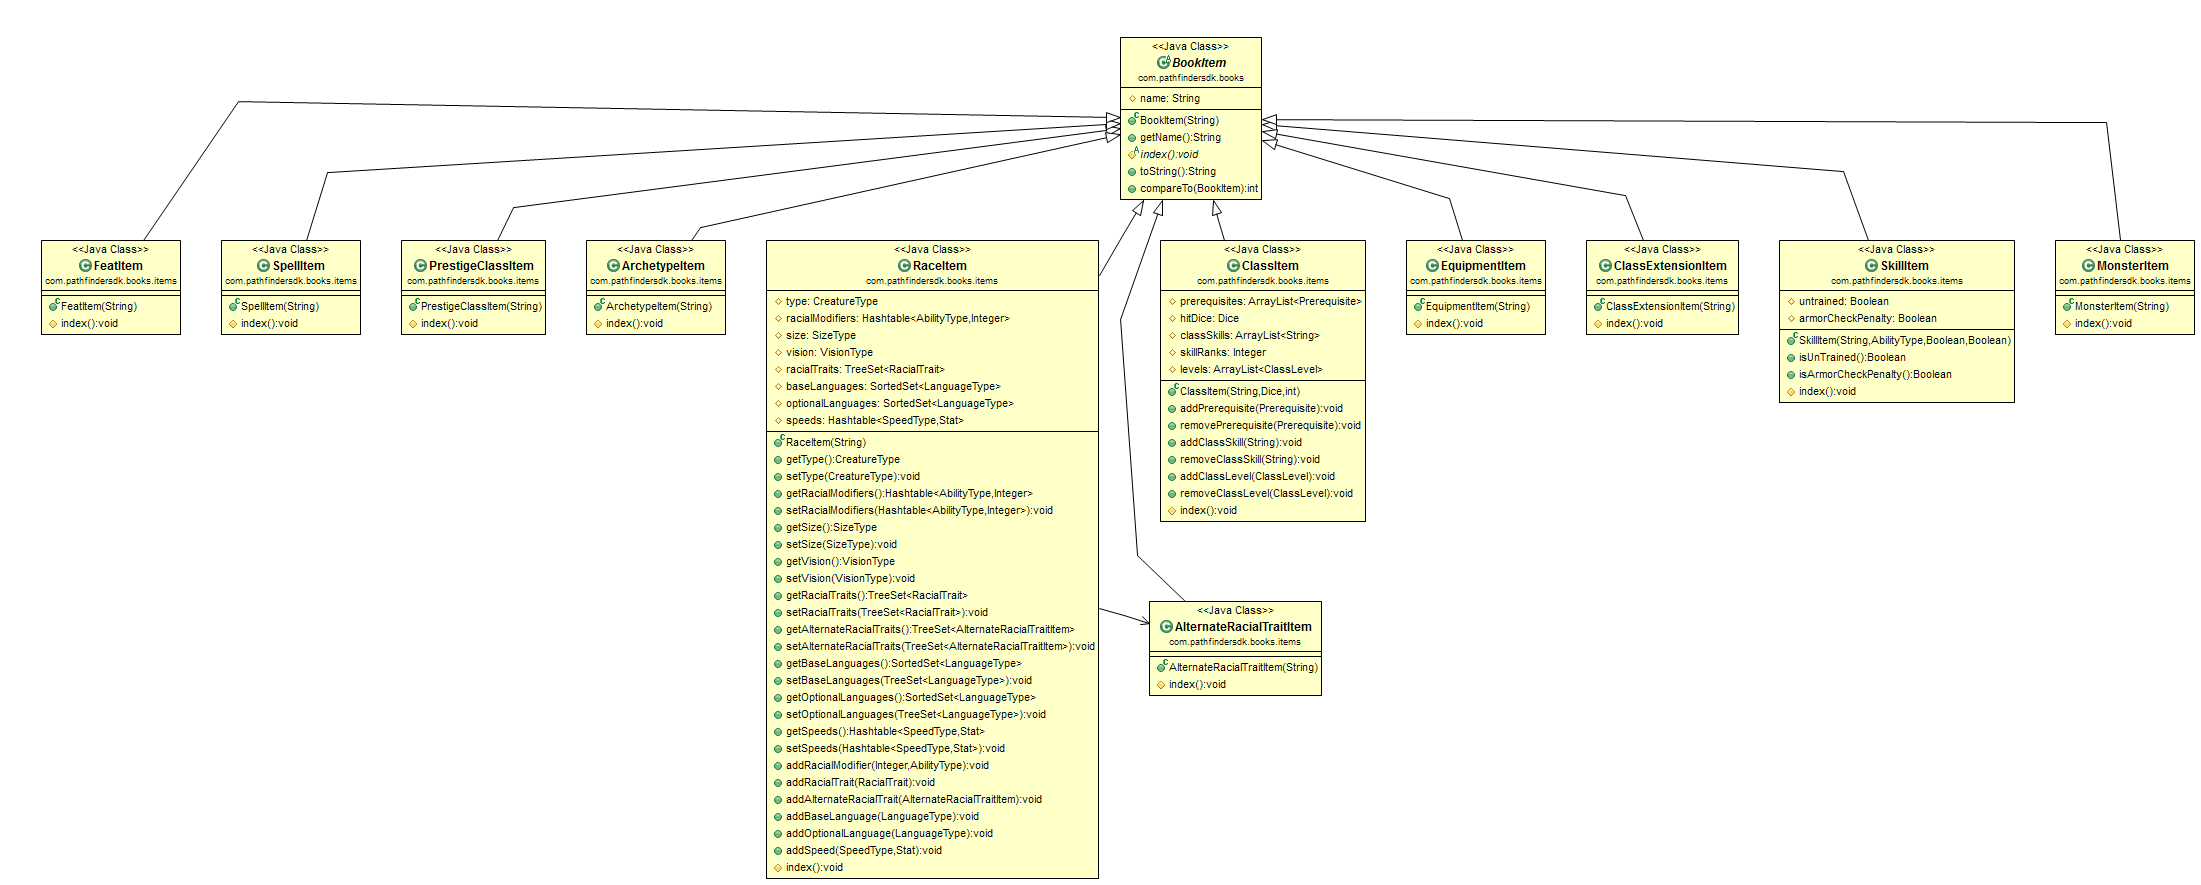 <<Java Class>>
BookItem
com.pathfindersdk.books
name: String
BookItem(String)
getName():String
index():void
toString():String
compareTo(BookItem):int
<<Java Class>>
FeatItem
com.pathfindersdk.books.items
FeatItem(String)
index():void
<<Java Class>>
SpellItem
com.pathfindersdk.books.items
SpellItem(String)
index():void
<<Java Class>>
PrestigeClassItem
com.pathfindersdk.books.items
PrestigeClassItem(String)
index():void
<<Java Class>>
ArchetypeItem
com.pathfindersdk.books.items
ArchetypeItem(String)
index():void
<<Java Class>>
RaceItem
com.pathfindersdk.books.items
type: CreatureType
racialModifiers: Hashtable<AbilityType,Integer>
size: SizeType
vision: VisionType
racialTraits: TreeSet<RacialTrait>
baseLanguages: SortedSet<LanguageType>
optionalLanguages: SortedSet<LanguageType>
speeds: Hashtable<SpeedType,Stat>
RaceItem(String)
getType():CreatureType
setType(CreatureType):void
getRacialModifiers():Hashtable<AbilityType,Integer>
setRacialModifiers(Hashtable<AbilityType,Integer>):void
getSize():SizeType
setSize(SizeType):void
getVision():VisionType
setVision(VisionType):void
getRacialTraits():TreeSet<RacialTrait>
setRacialTraits(TreeSet<RacialTrait>):void
getAlternateRacialTraits():TreeSet<AlternateRacialTraitItem>
setAlternateRacialTraits(TreeSet<AlternateRacialTraitItem>):void
getBaseLanguages():SortedSet<LanguageType>
setBaseLanguages(TreeSet<LanguageType>):void
getOptionalLanguages():SortedSet<LanguageType>
setOptionalLanguages(TreeSet<LanguageType>):void
getSpeeds():Hashtable<SpeedType,Stat>
setSpeeds(Hashtable<SpeedType,Stat>):void
addRacialModifier(Integer,AbilityType):void
addRacialTrait(RacialTrait):void
addAlternateRacialTrait(AlternateRacialTraitItem):void
addBaseLanguage(LanguageType):void
addOptionalLanguage(LanguageType):void
addSpeed(SpeedType,Stat):void
index():void
<<Java Class>>
ClassItem
com.pathfindersdk.books.items
prerequisites: ArrayList<Prerequisite>
hitDice: Dice
classSkills: ArrayList<String>
skillRanks: Integer
levels: ArrayList<ClassLevel>
ClassItem(String,Dice,int)
addPrerequisite(Prerequisite):void
removePrerequisite(Prerequisite):void
addClassSkill(String):void
removeClassSkill(String):void
addClassLevel(ClassLevel):void
removeClassLevel(ClassLevel):void
index():void
<<Java Class>>
AlternateRacialTraitItem
com.pathfindersdk.books.items
AlternateRacialTraitItem(String)
index():void
<<Java Class>>
EquipmentItem
com.pathfindersdk.books.items
EquipmentItem(String)
index():void
<<Java Class>>
ClassExtensionItem
com.pathfindersdk.books.items
ClassExtensionItem(String)
index():void
<<Java Class>>
SkillItem
com.pathfindersdk.books.items
untrained: Boolean
armorCheckPenalty: Boolean
SkillItem(String,AbilityType,Boolean,Boolean)
isUnTrained():Boolean
isArmorCheckPenalty():Boolean
index():void
<<Java Class>>
MonsterItem
com.pathfindersdk.books.items
MonsterItem(String)
index():void